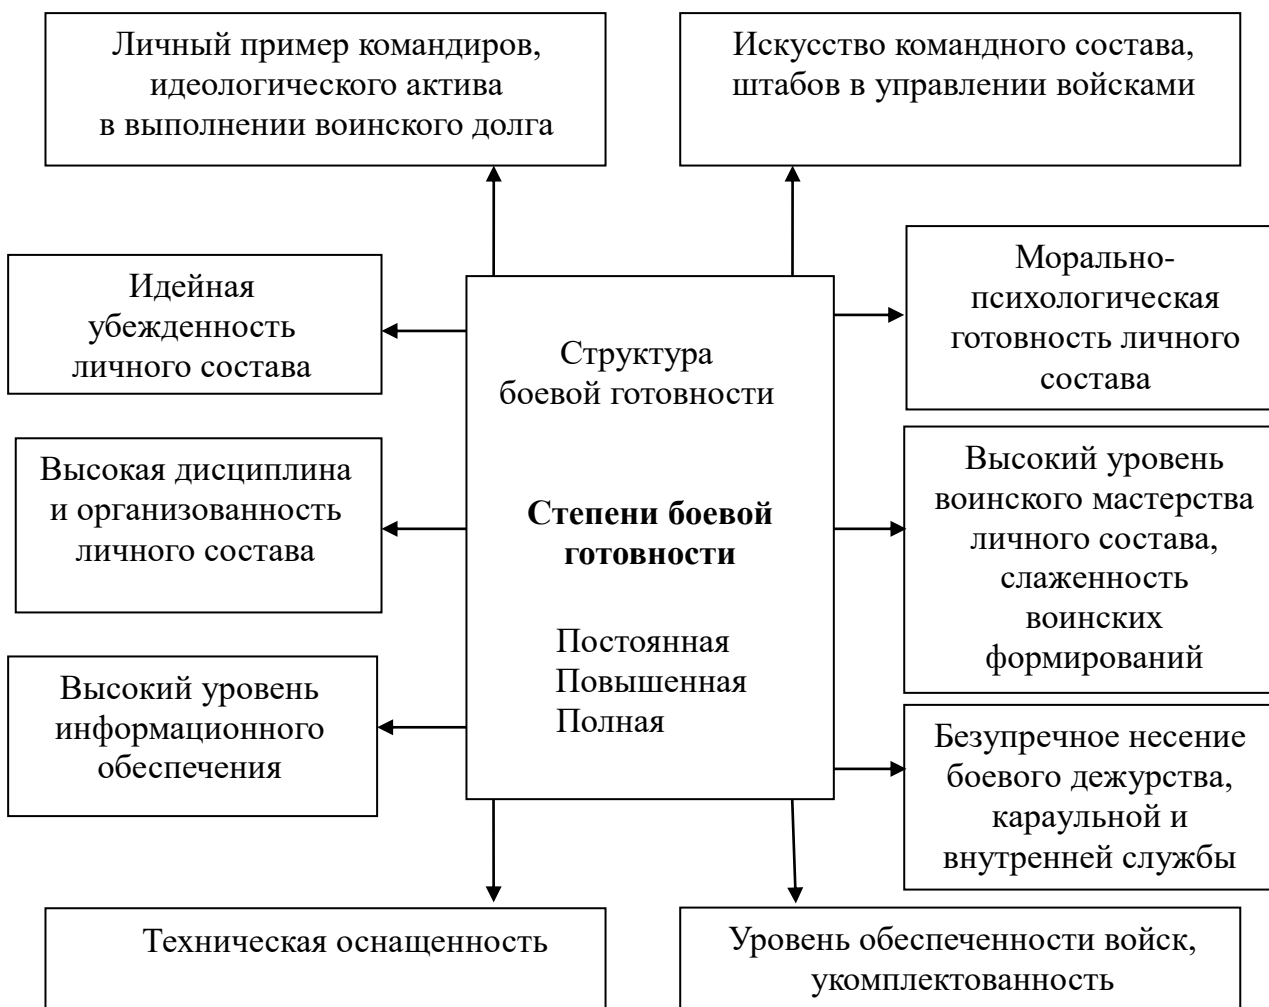 Личный пример командиров,
идеологического актива
в выполнении воинского долга
Искусство командного состава,
штабов в управлении войсками
Идейная
убежденность
личного состава
Морально-
психологическая
готовность личного
состава
Структура
боевой готовности
Степени боевой
готовности
Постоянная
Повышенная
Полная
Высокая дисциплина
и организованность
личного состава
Высокий уровень
воинского мастерства
личного состава,
слаженность
воинских
формирований
Высокий уровень
информационного
обеспечения
Безупречное несение
боевого дежурства,
караульной и
внутренней службы
Техническая оснащенность
Уровень обеспеченности войск,
укомплектованность